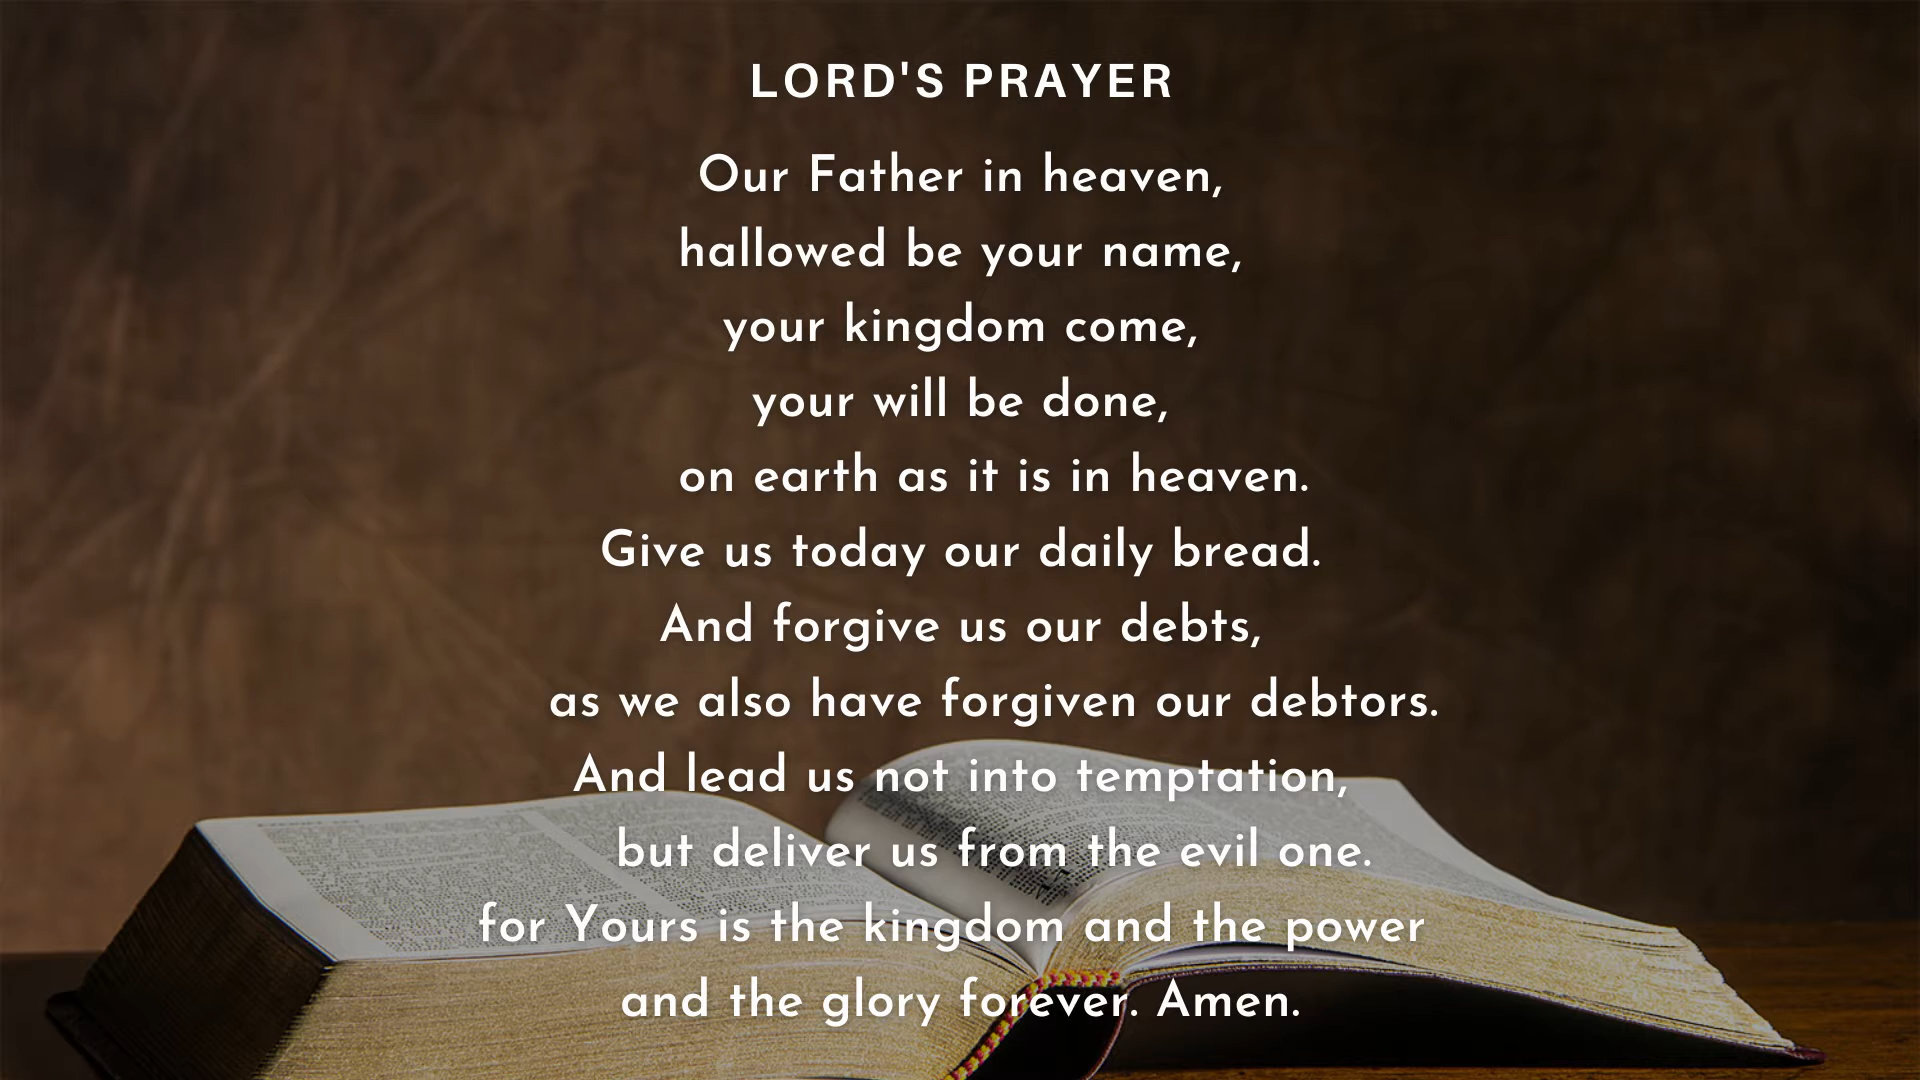 LORD'S PRAYER
Our Father in heaven,
hallowed be your name,
your kingdom come,
your will be done,
on earth as it is in heaven.
Give us today our daily bread.
And forgive us our debts,
as we also have forgiven our debtors.
And lead us not into temptation,
but deliver us from the evil one.
for Yours is the kingdom and the power
and the glory forever. Amen.